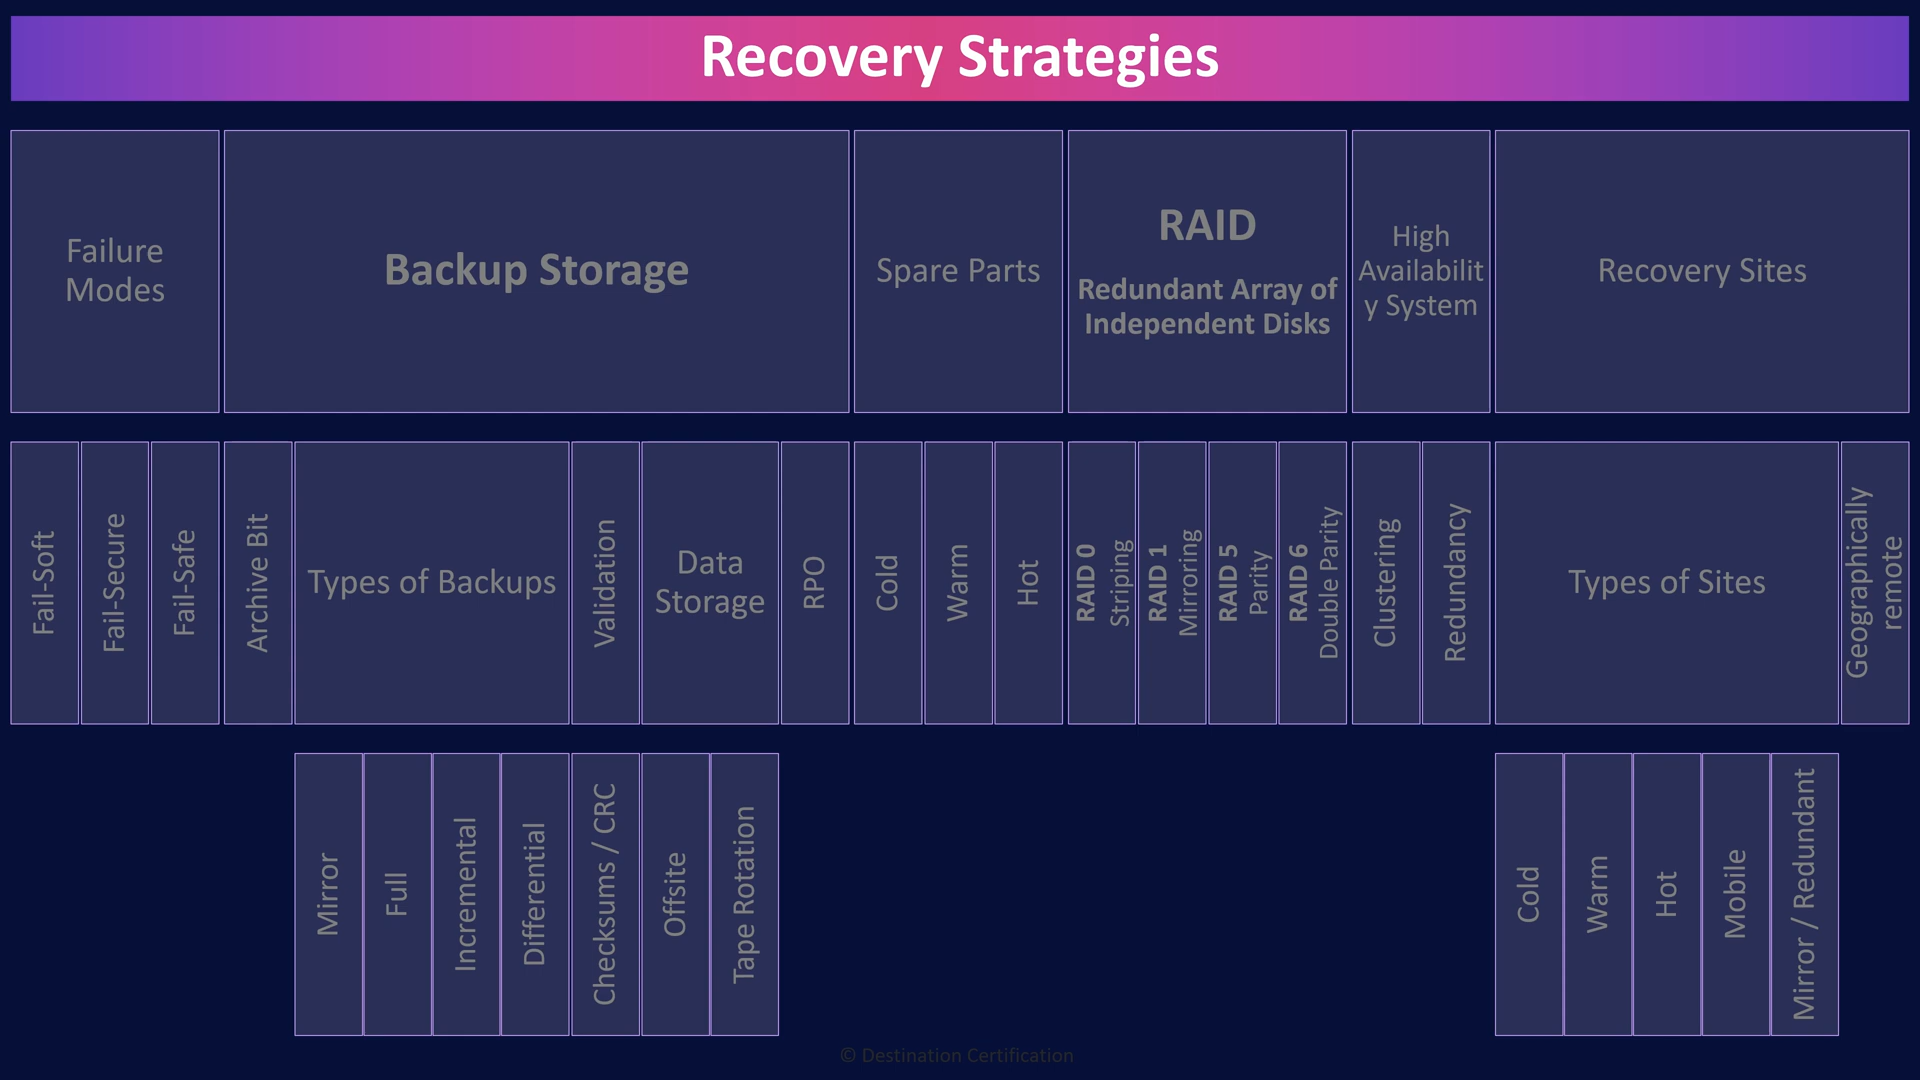 Recovery Strategies
Failure
Modes
Backup Storage
Spare Parts
RAID
Redundant Array of
Independent Disks
High
Availabilit
y System
Recovery Sites
Fail-Soft
Fail-Secure
Fail-Safe
Archive Bit
Types of Backups
Validation
Data
Storage
RPO
Cold
Warm
Hot
RAID 0
Striping
RAID 1
Mirroring
RAID 5
Parity
RAID 6
Double Parity
Clustering
Redundancy
Types of Sites
Geographically
remote
Mirror
Full
Incremental
Differential
Checksums / CRC
Offsite
Tape Rotation
Cold
Warm
Hot
Mobile
Mirror / Redundant
© Destination Certification